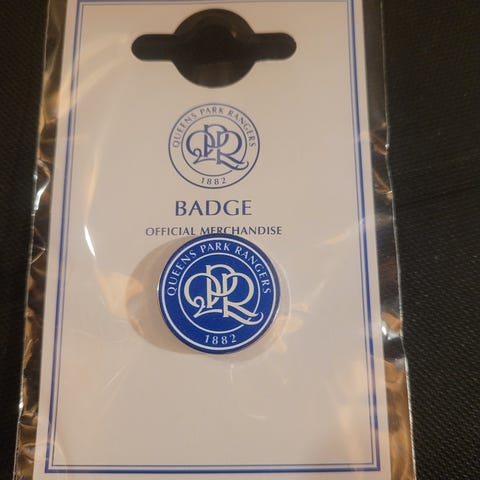 QUEENS PARK RANGERS
QPR
1882
BADGE
OFFICIAL MERCHANDISE
QUEENS PARK RANGERS
QPR
1882